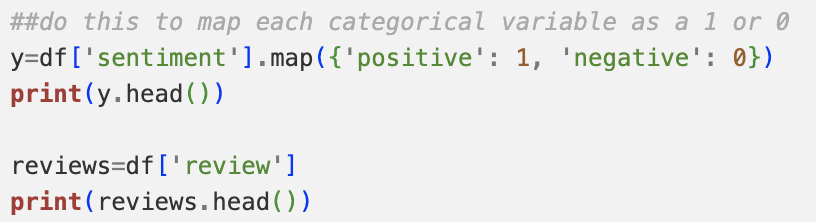 ##do this to map each categorical variable as a 1 or 0
y=df['sentiment'].map({'positive': 1, 'negative': 0})
print(y.head())
reviews=df['review']
print(reviews.head())